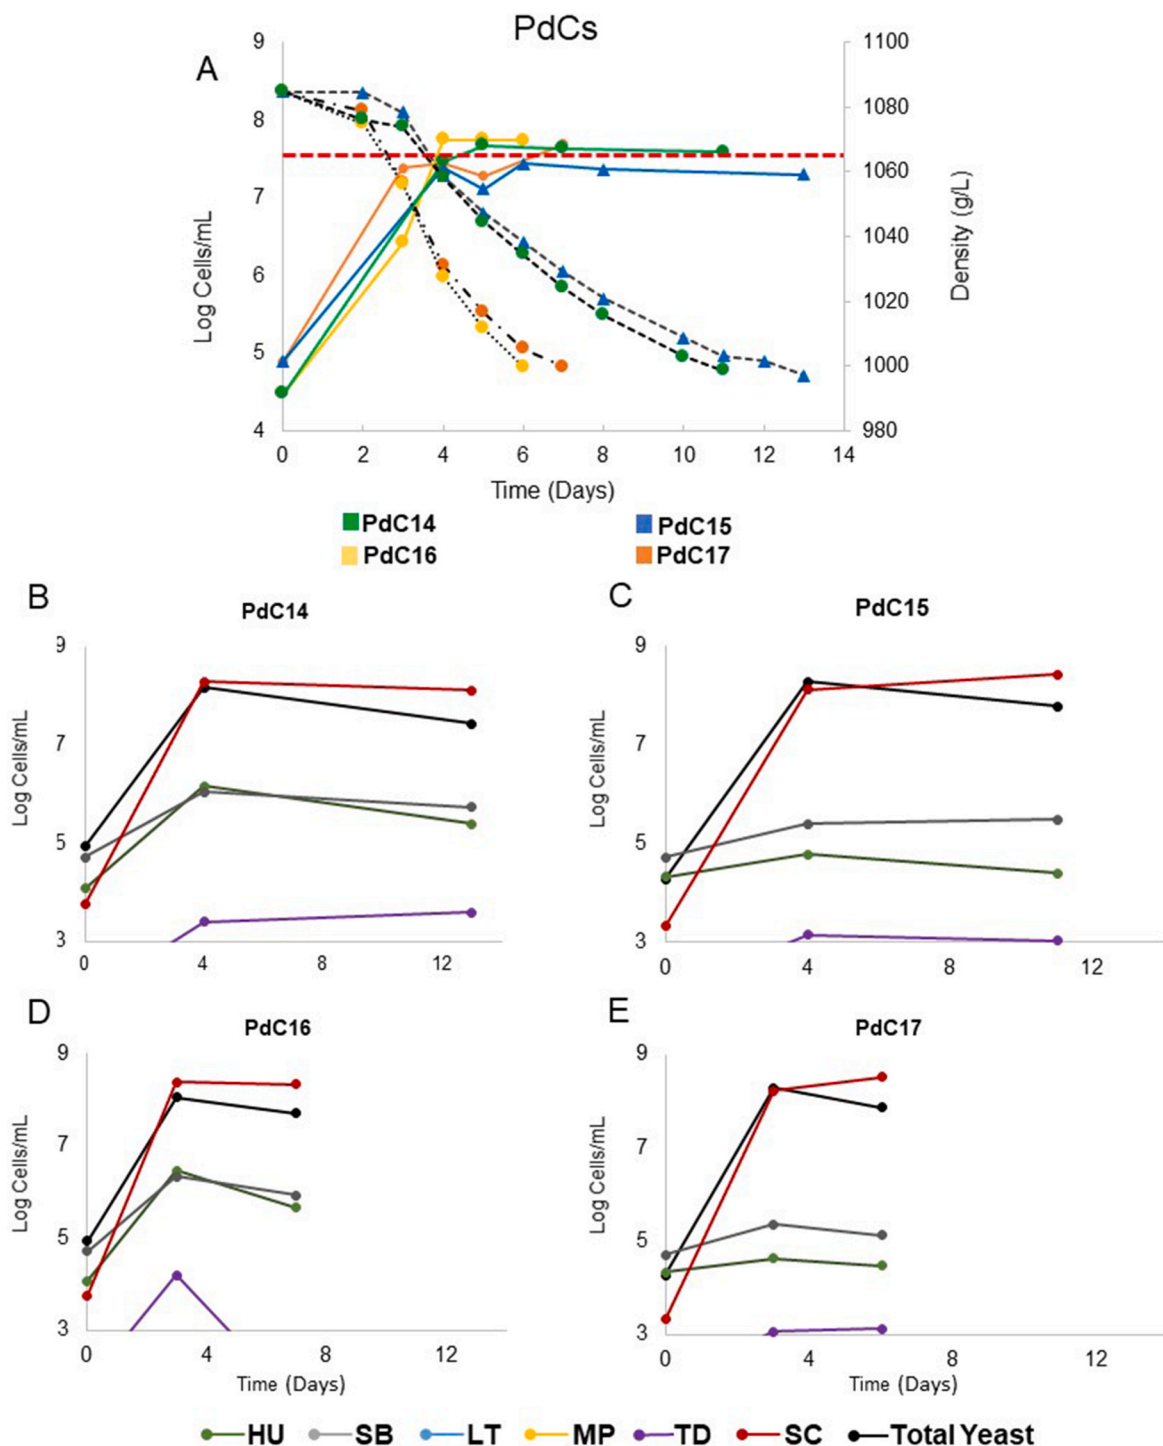 PdCs
A
9
8
7
6
5
4
Log Cells/mL
1100
1080
1060
1040
1020
1000
980
Density (g/L)
0 2 4 6 8 10 12 14
Time (Days)
PdC14 PdC15
PdC16 PdC17
B
PdC14
9
7
5
3
Log Cells/mL
0 4 8 12
C
PdC15
9
7
5
3
Log Cells/mL
0 4 8 12
D
PdC16
9
7
5
3
Log Cells/mL
0 4 8 12
Time (Days)
E
PdC17
9
7
5
3
Log Cells/mL
0 4 8 12
Time (Days)
HU SB LT MP TD SC Total Yeast